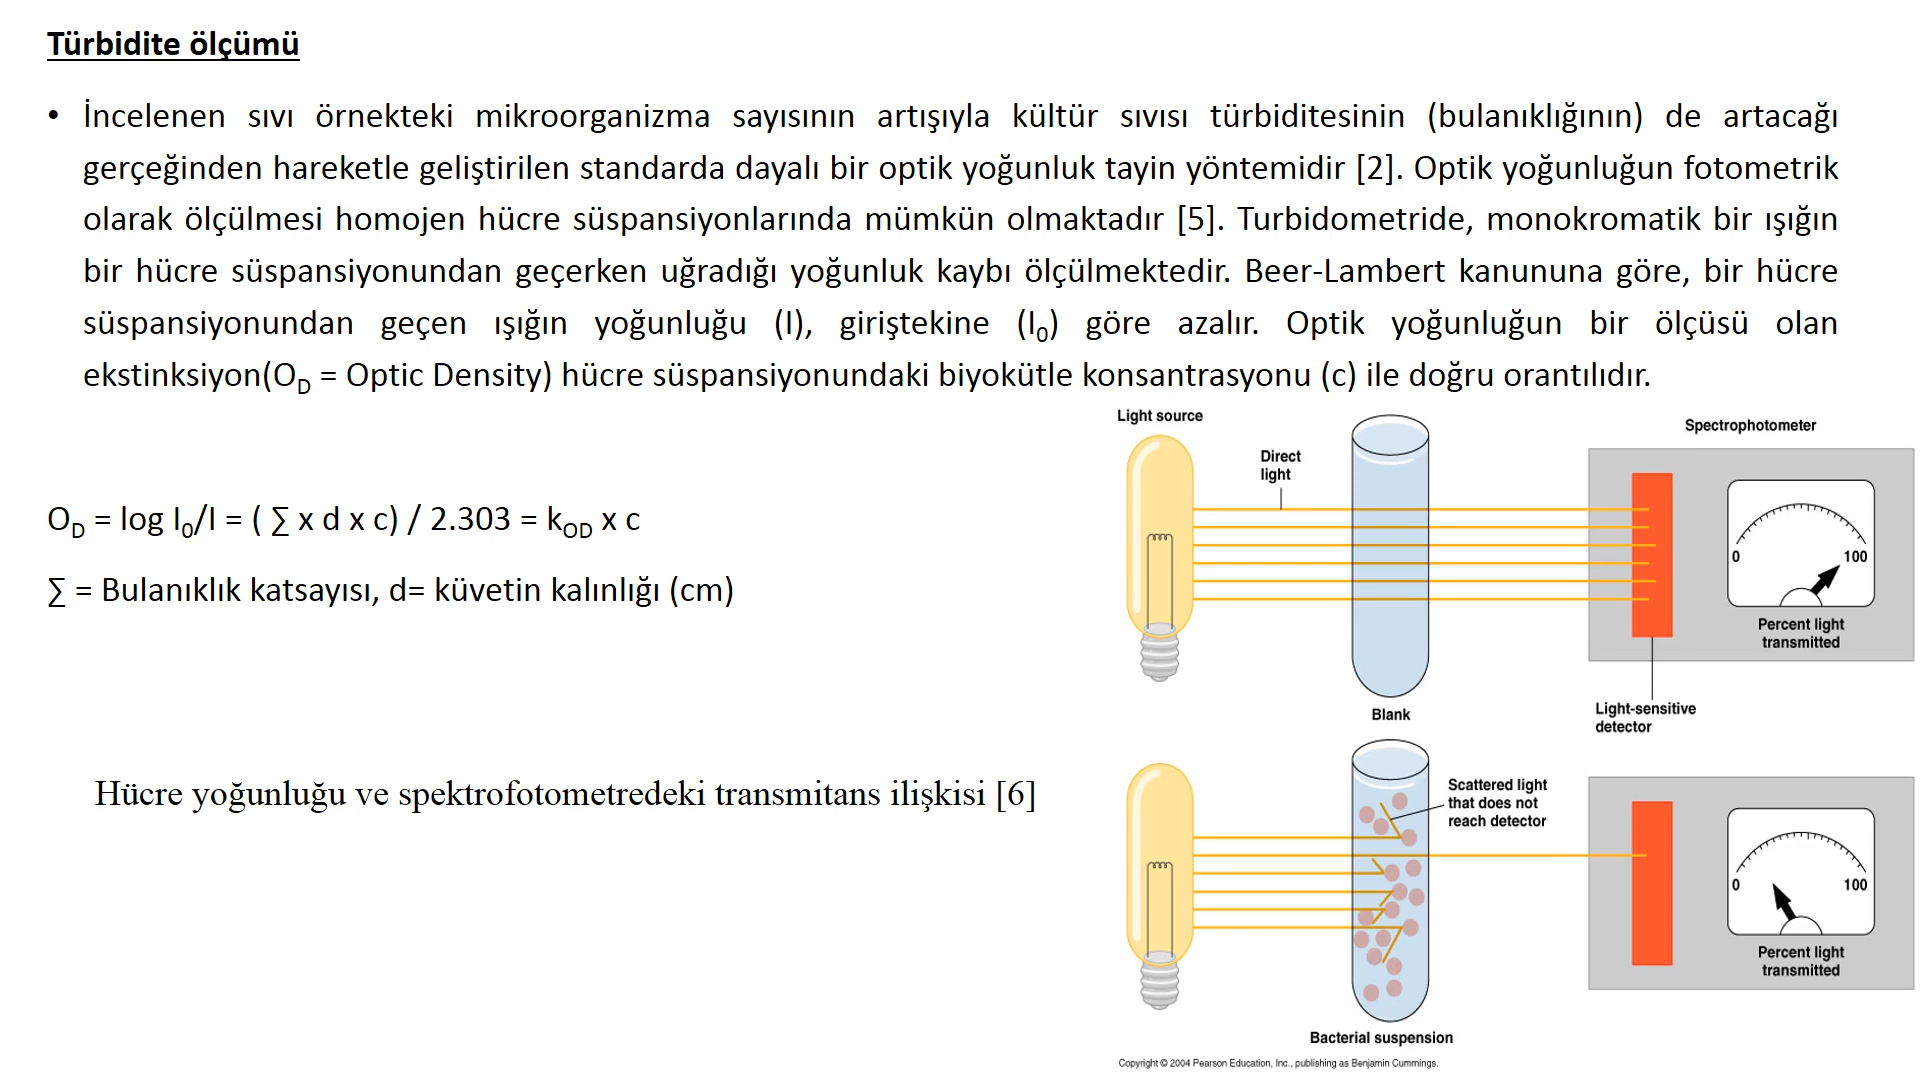 Türbidite ölçümü
• İncelenen sıvı örnekteki mikroorganizma sayısının artışıyla kültür sıvısı türbiditesinin (bulanıklığının) de artacağı
gerçeğinden hareketle geliştirilen standarda dayalı bir optik yoğunluk tayin yöntemidir [2]. Optik yoğunluğun fotometrik
olarak ölçülmesi homojen hücre süspansiyonlarında mümkün olmaktadır [5]. Turbidometride, monokromatik bir ışığın
bir hücre süspansiyonundan geçerken uğradığı yoğunluk kaybı ölçülmektedir. Beer-Lambert kanununa göre, bir hücre
süspansiyonundan geçen ışığın yoğunluğu (I), giriştekine (I₀) göre azalır. Optik yoğunluğun bir ölçüsü olan
ekstinksiyon(O_D = Optic Density) hücre süspansiyonundaki biyokütle konsantrasyonu (c) ile doğru orantılıdır.
O_D = log I₀/I = ( ∑ x d x c) / 2.303 = k_OD x c
∑ = Bulanıklık katsayısı, d= küvetin kalınlığı (cm)
Hücre yoğunluğu ve spektrofotometredeki transmitans ilişkisi [6]
Light source
Spectrophotometer
Direct
light
0
100
Percent light
transmitted
Light-sensitive
detector
Blank
Scattered light
that does not
reach detector
0
100
Percent light
transmitted
Bacterial suspension
Copyright © 2004 Pearson Education, Inc., publishing as Benjamin Cummings.